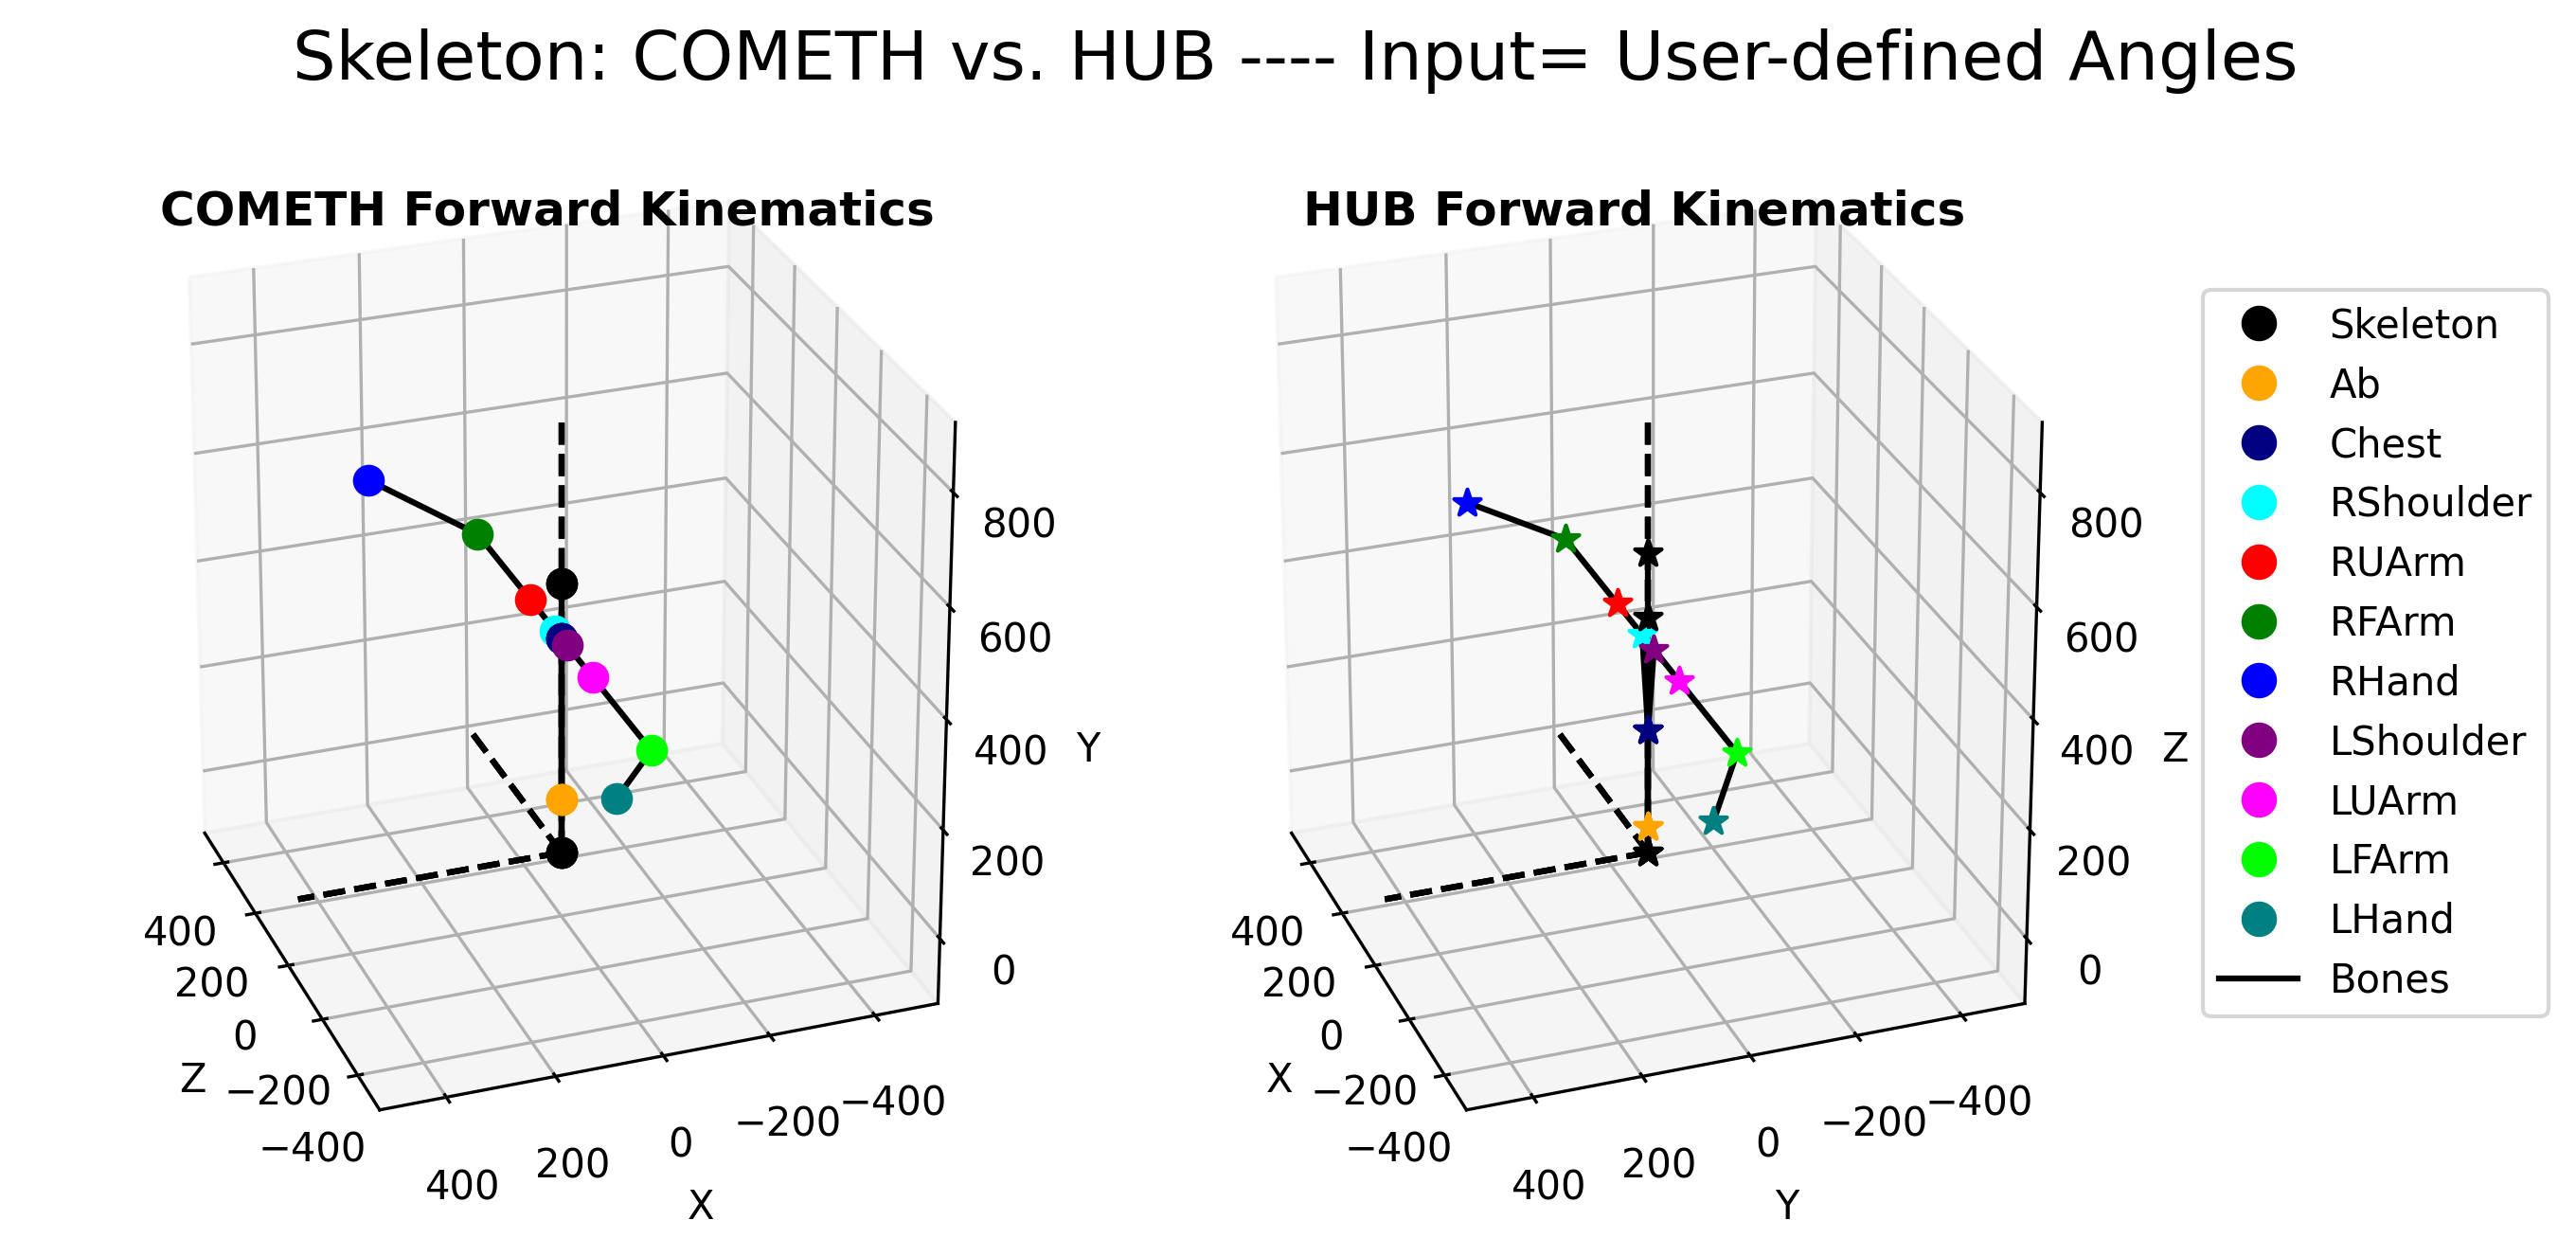 Skeleton: COMETH vs. HUB ---- Input= User-defined Angles
COMETH Forward Kinematics
800
600
400
200
0
Y
400
200
0
−200
−400
Z
400
200
0
−200
−400
X
HUB Forward Kinematics
800
600
400
200
0
Z
400
200
0
−200
−400
X
400
200
0
−200
−400
Y
Skeleton
Ab
Chest
RShoulder
RUArm
RFArm
RHand
LShoulder
LUArm
LFArm
LHand
Bones